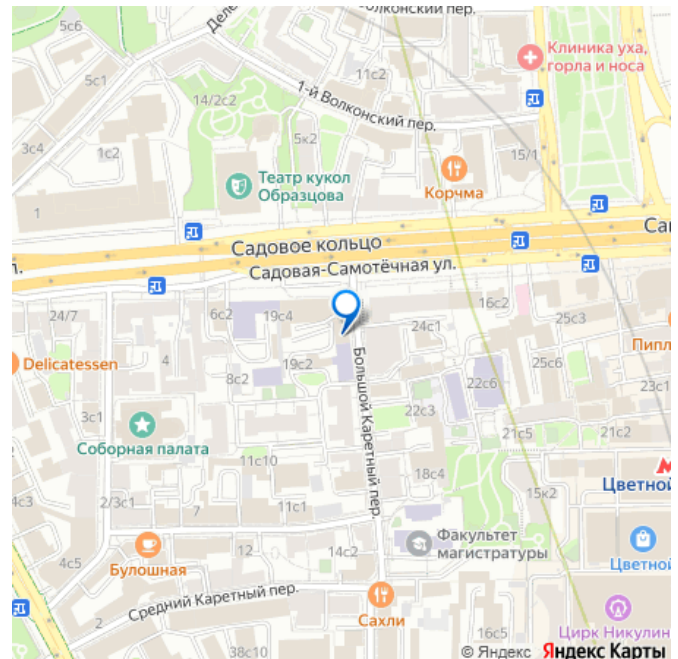 5с6
Деле
олконский пер.
5с1
11с2
Клиника уха,
горла и носа
14/2с2
1-й Волконский пер.
5к2
3с4
1с2
15/1
Театр кукол
Образцова
Корчма
1
Садовое кольцо
Са
л.
Садовая-Самотёчная ул.
24/7
6с2
19с4
16с2
24с1
25с3
Delicatessen
4
19с2
Пипл
8с2
Большой Каретный пер.
22с6
25с6
23с1
3с1
22с3
Соборная палата
21с5
21с2
11с10
18с4
Цветной
4с3
2/3с1
7
11с1
15к2
4с5
12
14с2
Факультет
магистратуры
Булошная
Цветной
Средний Каретный пер.
2
Сахли
Цирк Никулин
38с10
16с5
© Яндекс Яндекс Карты